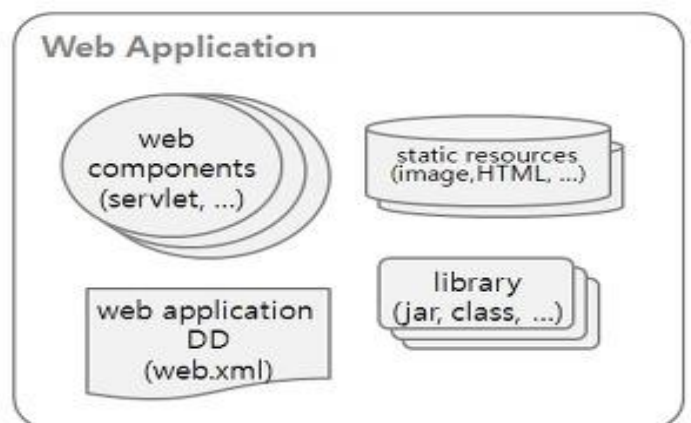 Web Application
web
components
(servlet, ...)
static resources
(image,HTML, ...)
web application
DD
(web.xml)
library
(jar, class, ...)